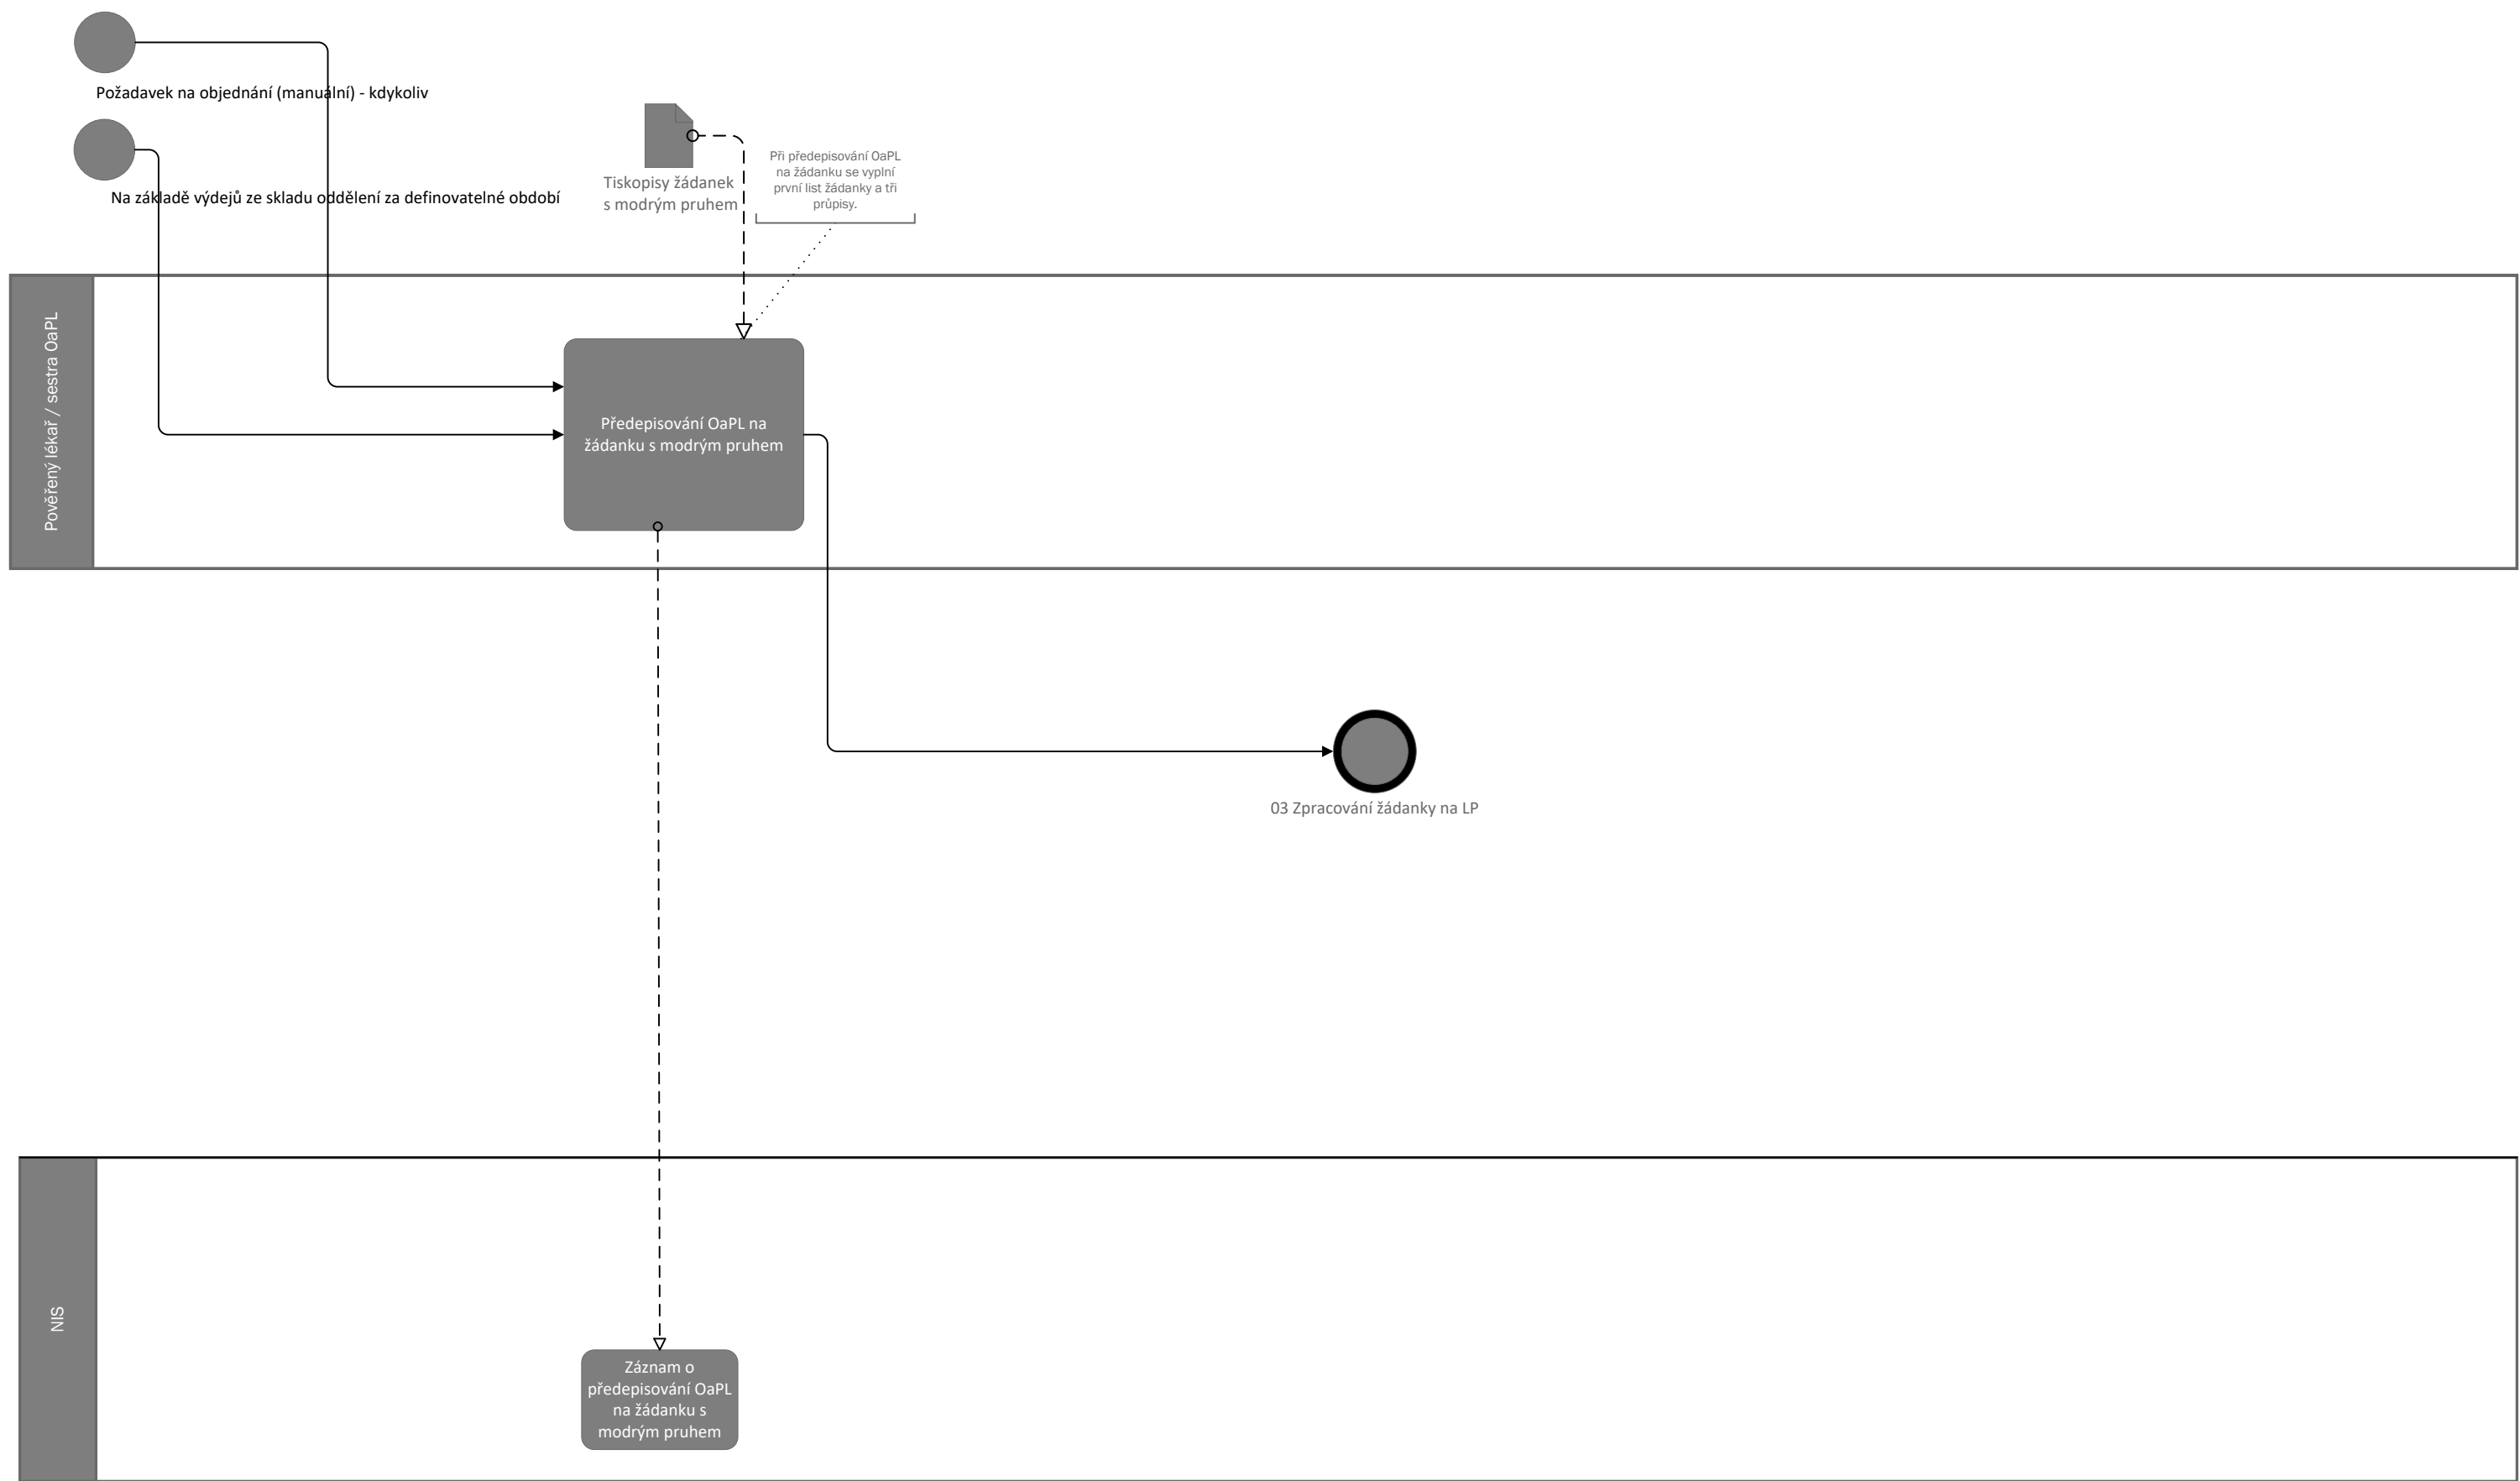 Požadavek na objednání (manuální) - kdykoliv
Na základě výdejů ze skladu oddělení za definovatelné období
Tiskopisy žádanek
s modrým pruhem
Při předepisování OaPL
na žádanku se vyplní
první list žádanky a tři
průpisy.
Pověřený lékař / sestra OaPL
Předepisování OaPL na
žádanku s modrým pruhem
03 Zpracování žádanky na LP
NIS
Záznam o
předepisování OaPL
na žádanku s
modrým pruhem